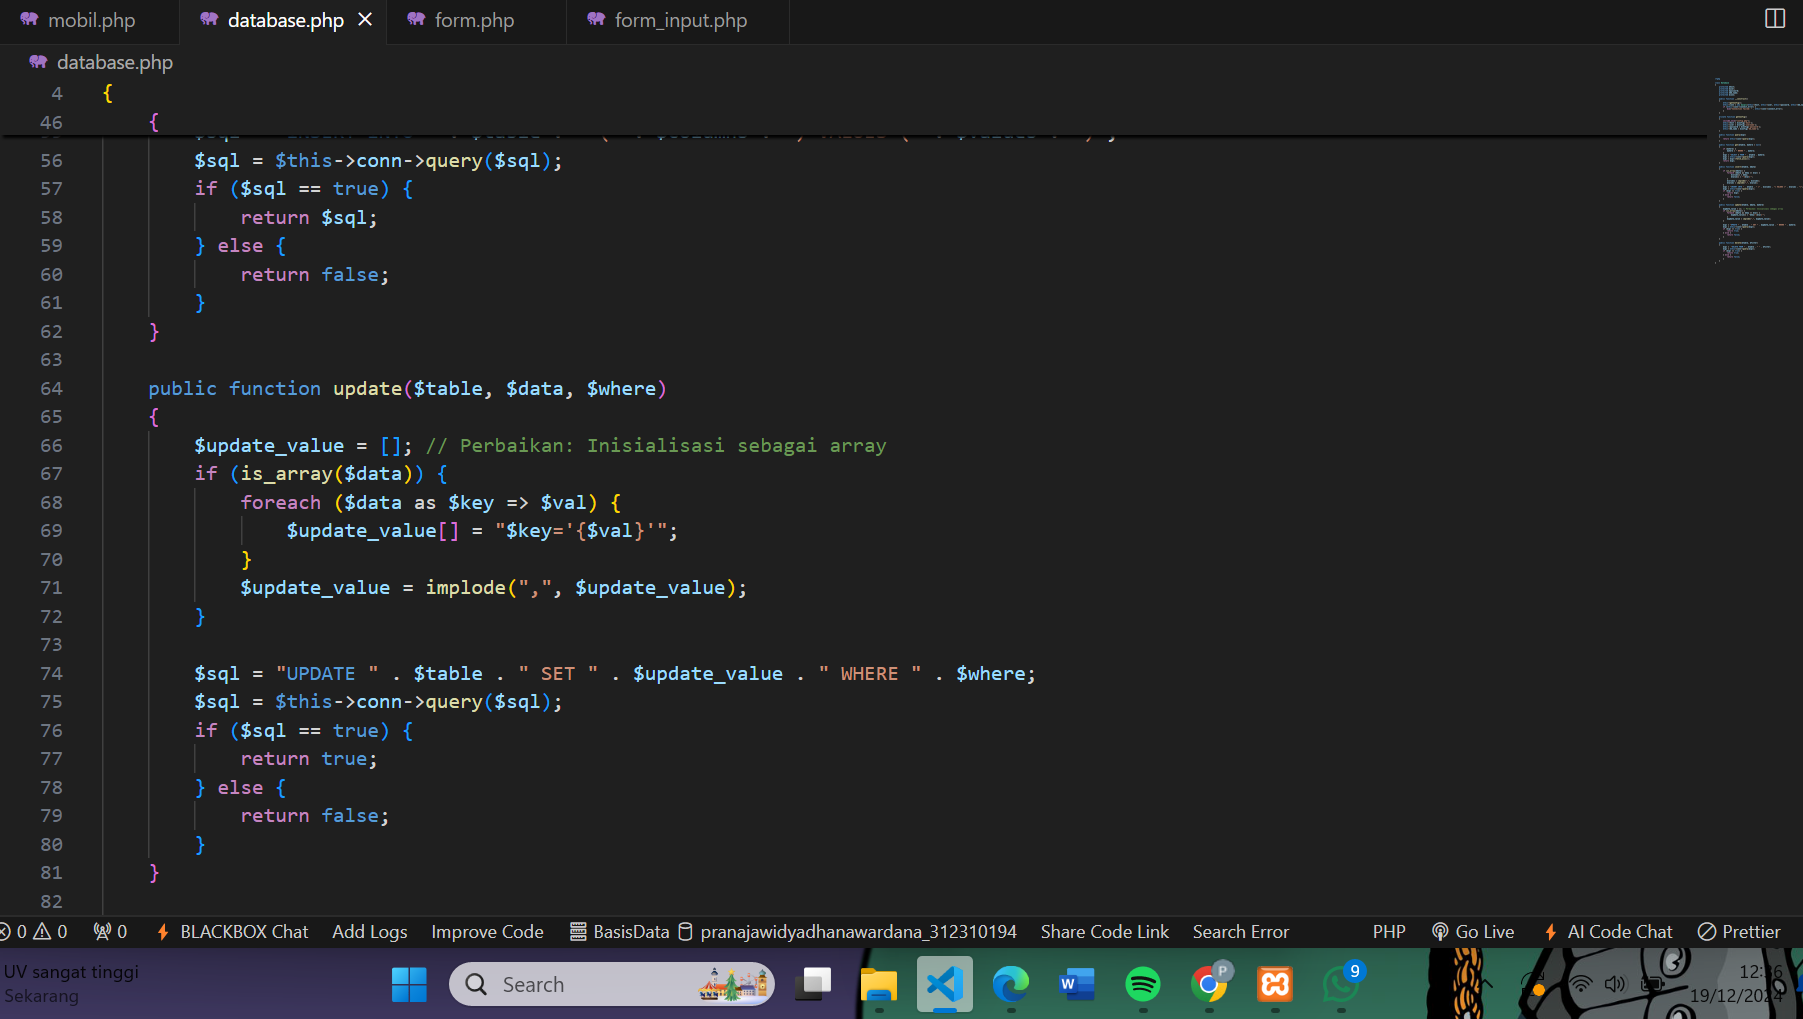 mobil.php
database.php
form.php
form_input.php
database.php
4 {
46 {
56 $sql = $this->conn->query($sql);
57 if ($sql == true) {
58 return $sql;
59 } else {
60 return false;
61 }
62 }
63
64 public function update($table, $data, $where)
65 {
66 $update_value = []; // Perbaikan: Inisialisasi sebagai array
67 if (is_array($data)) {
68 foreach ($data as $key => $val) {
69 $update_value[] = "$key='{$val}'";
70 }
71 $update_value = implode(",", $update_value);
72 }
73
74 $sql = "UPDATE " . $table . " SET " . $update_value . " WHERE " . $where;
75 $sql = $this->conn->query($sql);
76 if ($sql == true) {
77 return true;
78 } else {
79 return false;
80 }
81 }
82
0 0 0 BLACKBOX Chat Add Logs Improve Code BasisData pranajawidyadhanawardana_312310194 Share Code Link Search Error PHP Go Live AI Code Chat Prettier
UV sangat tinggi
Sekarang
Search
W
P
9
12:36
19/12/2024